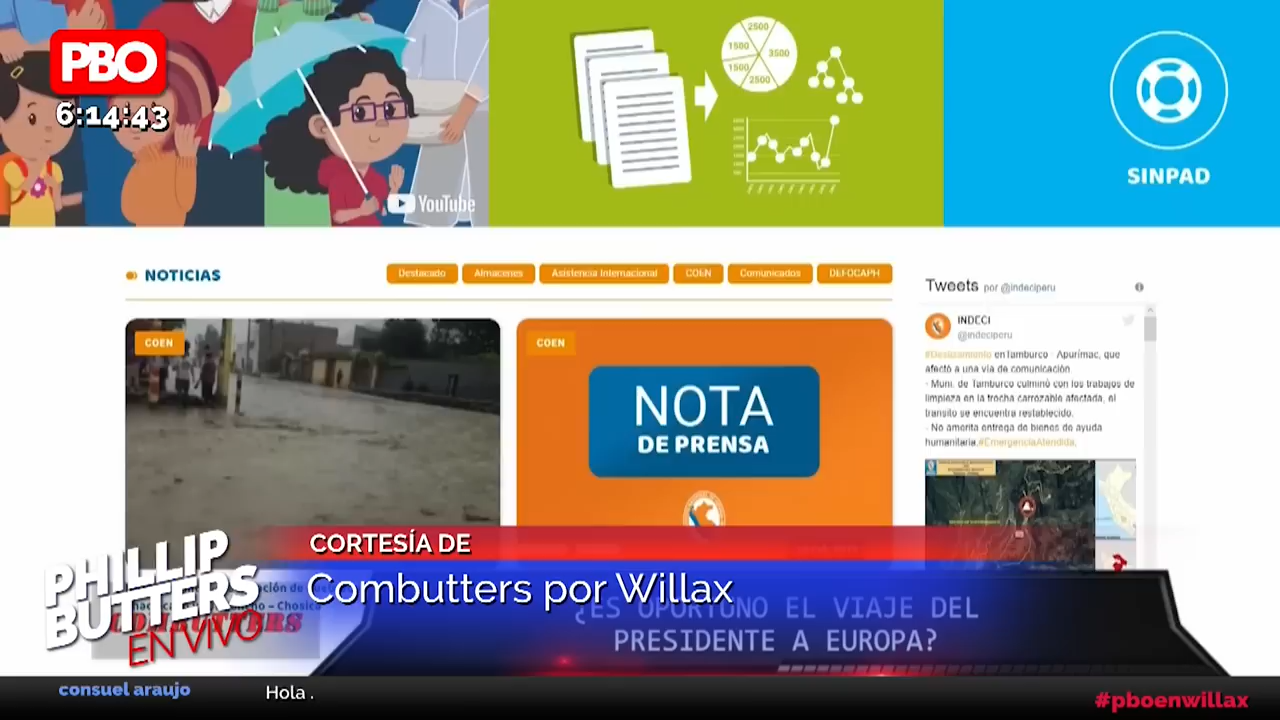 PBO
6:14:43
YouTube
2500
1500
3500
1500
2500
SINPAD
NOTICIAS
Destacado
Almacenes
Asistencia Internacional
COEN
Comunicados
DEFOCAPH
Tweets por @indeciperu
COEN
COEN
NOTA
DE PRENSA
INDECI
@indeciperu
#Deslizamiento en Tamburco - Apurímac, que
afectó a una vía de comunicación.
- Muni. de Tamburco culminó con los trabajos de
limpieza en la trocha carrozable afectada, el
tránsito se encuentra restablecido.
- No amerita entrega de bienes de ayuda
humanitaria.#EmergenciaAtendida.
CORTESÍA DE
Combutters por Willax
PHILLIP
BUTTERS
EN VIVO
¿ES OPORTUNO EL VIAJE DEL
PRESIDENTE A EUROPA?
consuel araujo
Hola .
#pboenwillax